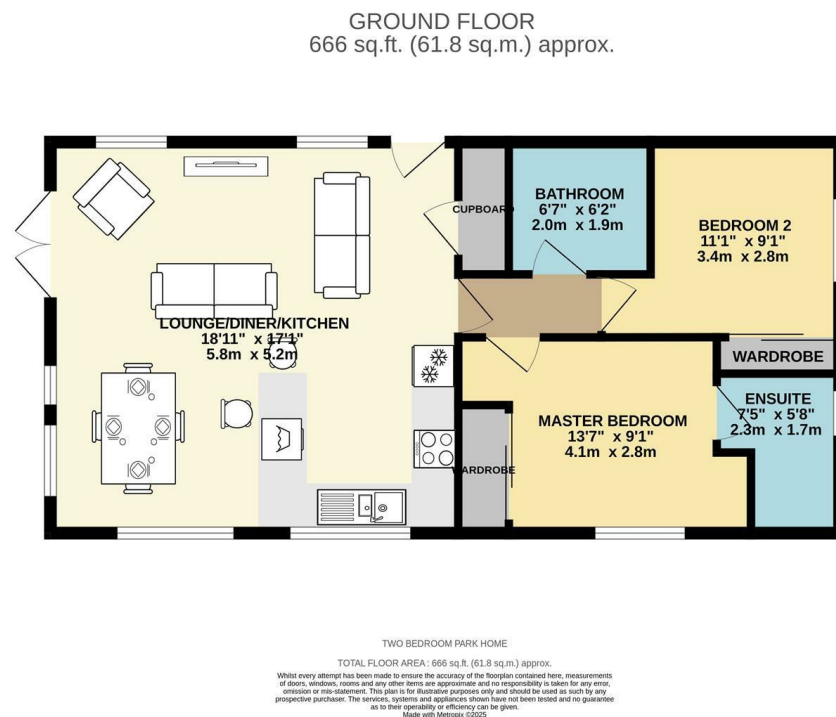 GROUND FLOOR
666 sq.ft. (61.8 sq.m.) approx.
CUPBOARD
BATHROOM
6'7" x 6'2"
2.0m x 1.9m
BEDROOM 2
11'1" x 9'1"
3.4m x 2.8m
LOUNGE/DINER/KITCHEN
18'11" x 17'1"
5.8m x 5.2m
WARDROBE
ENSUITE
7'5" x 5'8"
2.3m x 1.7m
MASTER BEDROOM
13'7" x 9'1"
4.1m x 2.8m
WARDROBE
TWO BEDROOM PARK HOME
TOTAL FLOOR AREA : 666 sq.ft. (61.8 sq.m.) approx.
Whilst every attempt has been made to ensure the accuracy of the floorplan contained here, measurements
of doors, windows, rooms and any other items are approximate and no responsibility is taken for any error,
omission or mis-statement. This plan is for illustrative purposes only and should be used as such by any
prospective purchaser. The services, systems and appliances shown have not been tested and no guarantee
as to their operability or efficiency can be given.
Made with Metropix ©2025